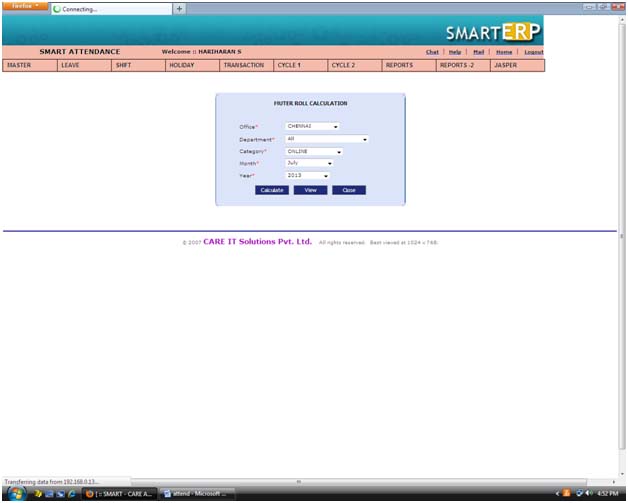 Firefox
Connecting...
+
SMARTERP
SMART ATTENDANCE Welcome :: HARIHARAN S Chat | Help | Mail | Home | Logout
MASTER LEAVE SHIFT HOLIDAY TRANSACTION CYCLE 1 CYCLE 2 REPORTS REPORTS -2 JASPER
MUTER ROLL CALCULATION
Office* CHENNAI
Department* All
Category* ONLINE
Month* July
Year* 2013
Calculate View Close
© 2007 CARE IT Solutions Pvt. Ltd. All rights reserved. Best viewed at 1024 x 768.
Transferring data from 192.168.0.13...
[ :: SMART - CARE A... attend - Microsoft ... 4:52 PM